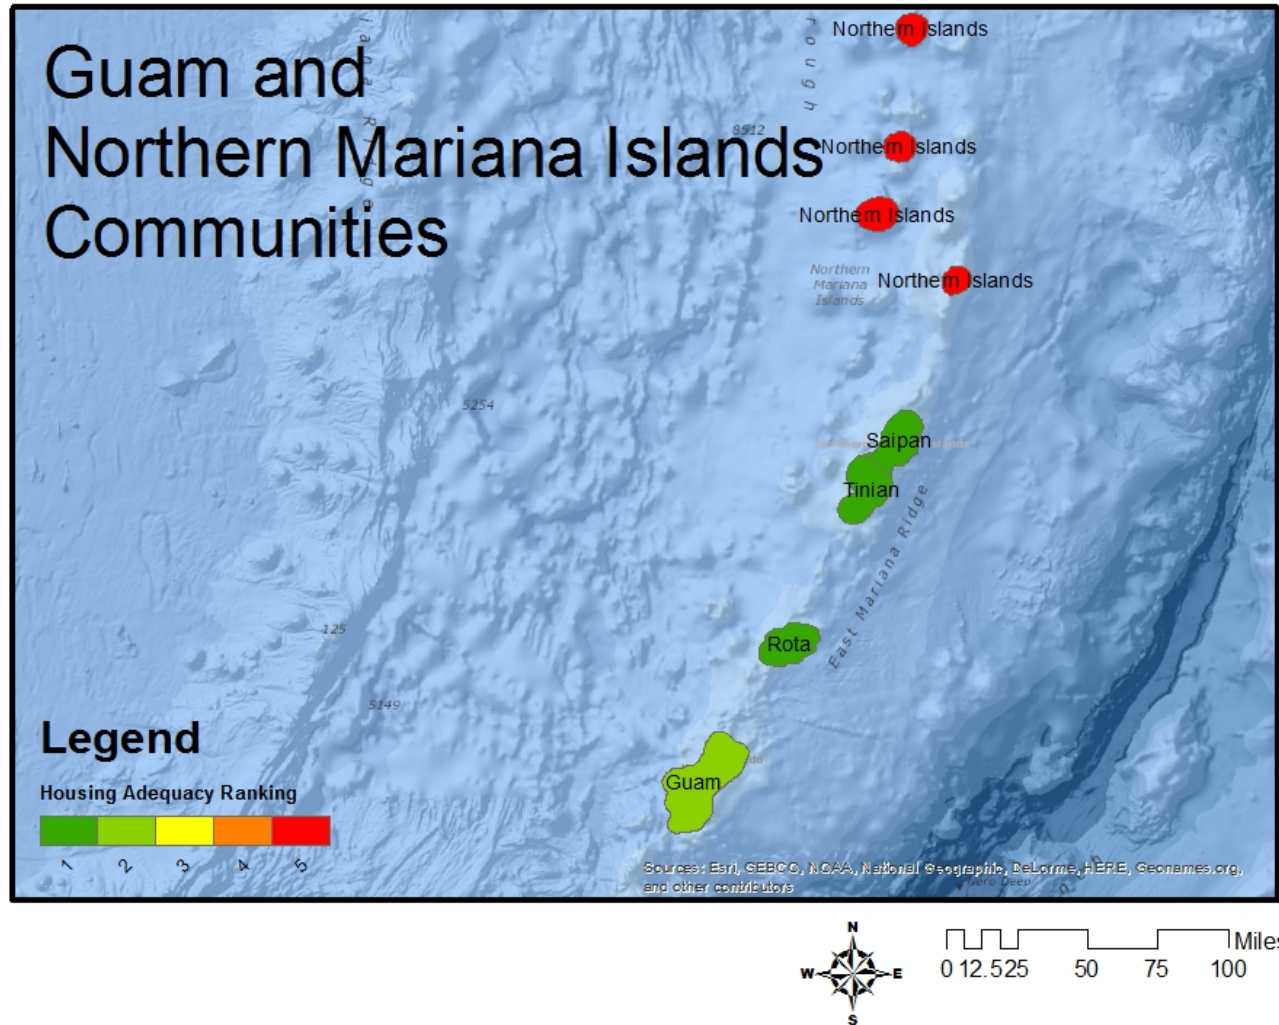 Guam and
Northern Mariana Islands
Communities
Northern Islands
8512
Northern Islands
Northern Islands
Northern
Mariana
Islands
Northern Islands
5254
Saipan
Tinian
East Mariana Ridge
125
Rota
5149
Guam
Legend
Housing Adequacy Ranking
1 2 3 4 5
Sources: Esri, GEBCO, NOAA, National Geographic, DeLorme, HERE, Geonames.org,
and other contributors
N
W E
S
0 12.5 25 50 75 100 Miles